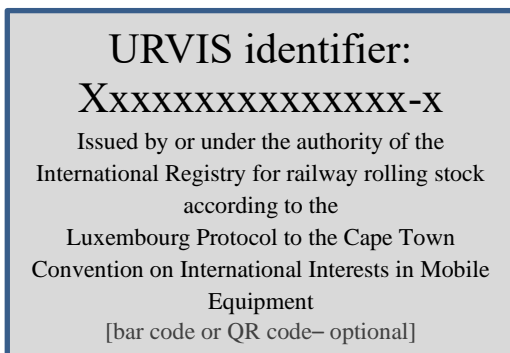 URVIS identifier:
Xxxxxxxxxxxxxxx-x
Issued by or under the authority of the
International Registry for railway rolling stock
according to the
Luxembourg Protocol to the Cape Town
Convention on International Interests in Mobile
Equipment
[bar code or QR code– optional]